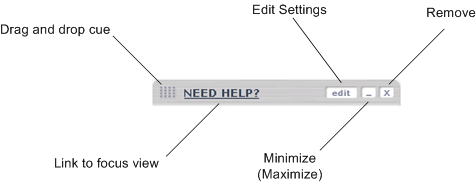 Edit Settings
Remove
Drag and drop cue
NEED HELP?
edit
_
x
Link to focus view
Minimize
(Maximize)